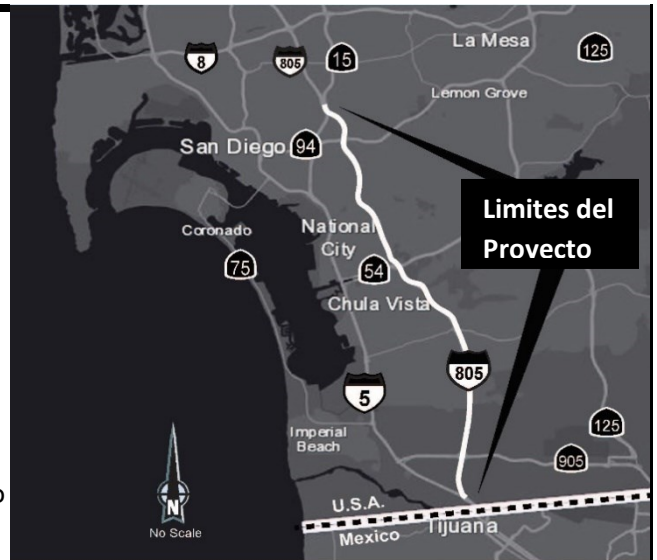 La Mesa
125
8
805
15
Lemon Grove
San Diego
94
Limites del
Provecto
Coronado
National
City
75
54
Chula Vista
805
5
Imperial
Beach
125
905
N
No Scale
U.S.A.
Mexico
Tijuana
o